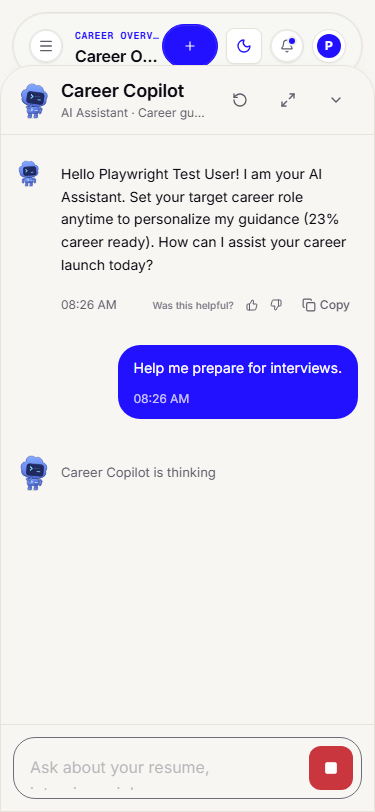 CAREER OVERV…
Career O…
P
Career Copilot
AI Assistant · Career gu…
Hello Playwright Test User! I am your AI
Assistant. Set your target career role
anytime to personalize my guidance (23%
career ready). How can I assist your career
launch today?
08:26 AM
Was this helpful?
Copy
Help me prepare for interviews.
08:26 AM
Career Copilot is thinking
Ask about your resume,